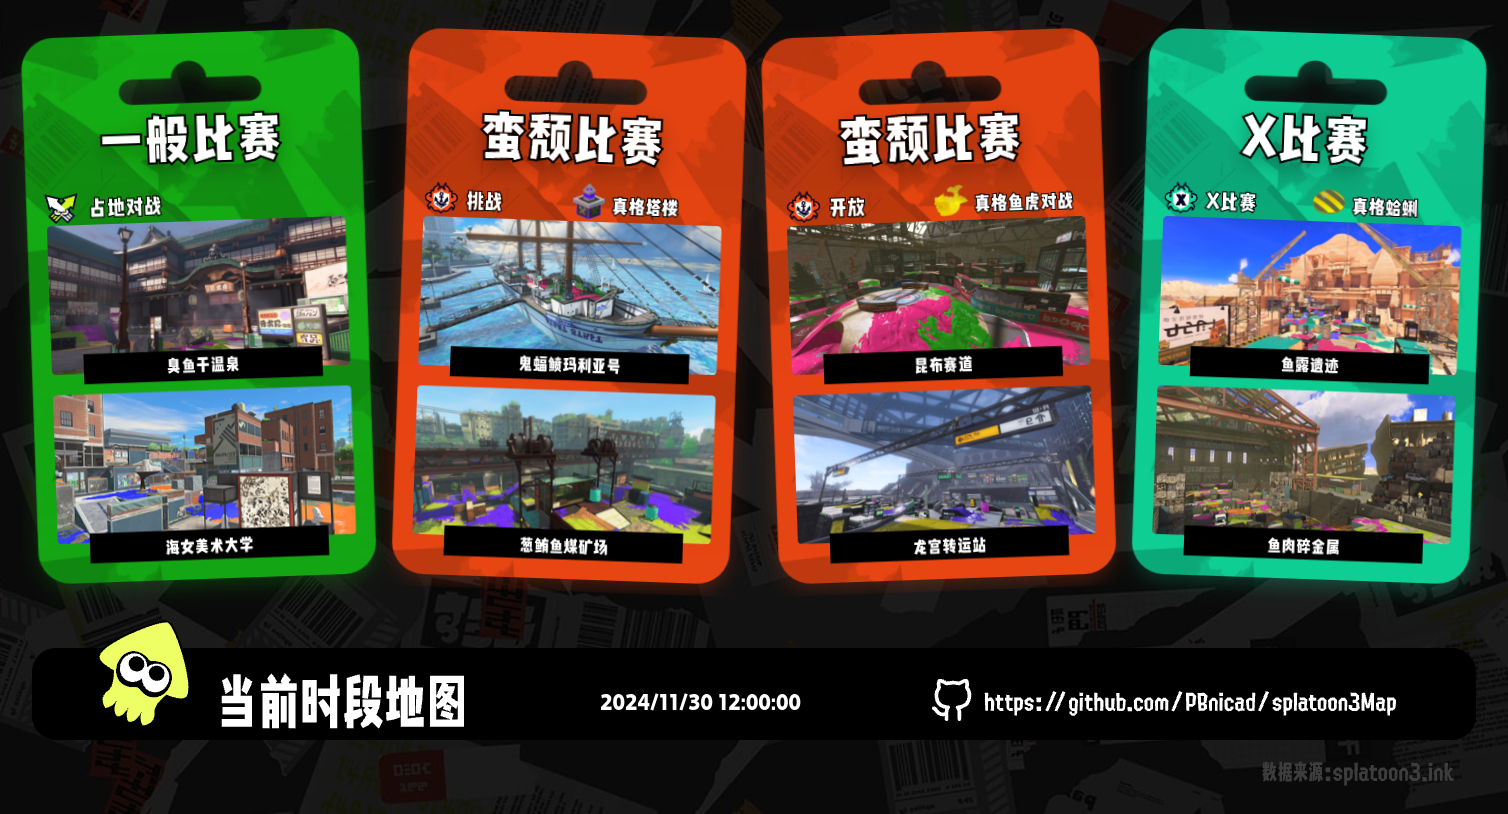 一般比赛
占地对战
臭鱼干温泉
海女美术大学
蛮颓比赛
挑战
真格塔楼
鬼蝠鲼玛利亚号
葱鲔鱼煤矿场
蛮颓比赛
开放
真格鱼虎对战
昆布赛道
龙宫转运站
X比赛
X比赛
真格蛤蜊
鱼露遗迹
鱼肉碎金属
当前时段地图
2024/11/30 12:00:00
https://github.com/PBnicad/splatoon3Map
数据来源:splatoon3.ink